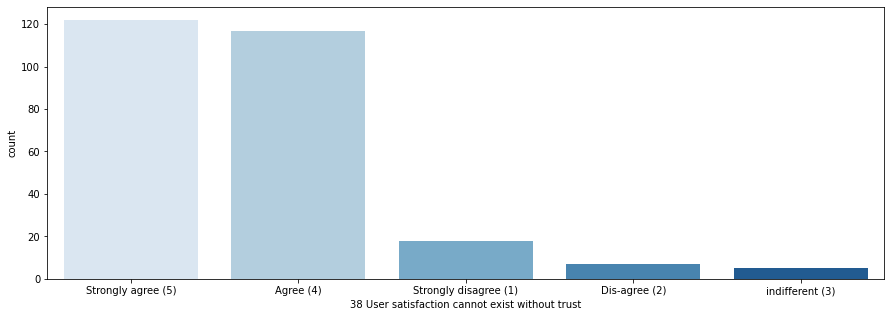 120
100
80
60
40
20
0
count
Strongly agree (5) Agree (4) Strongly disagree (1) Dis-agree (2) indifferent (3)
38 User satisfaction cannot exist without trust